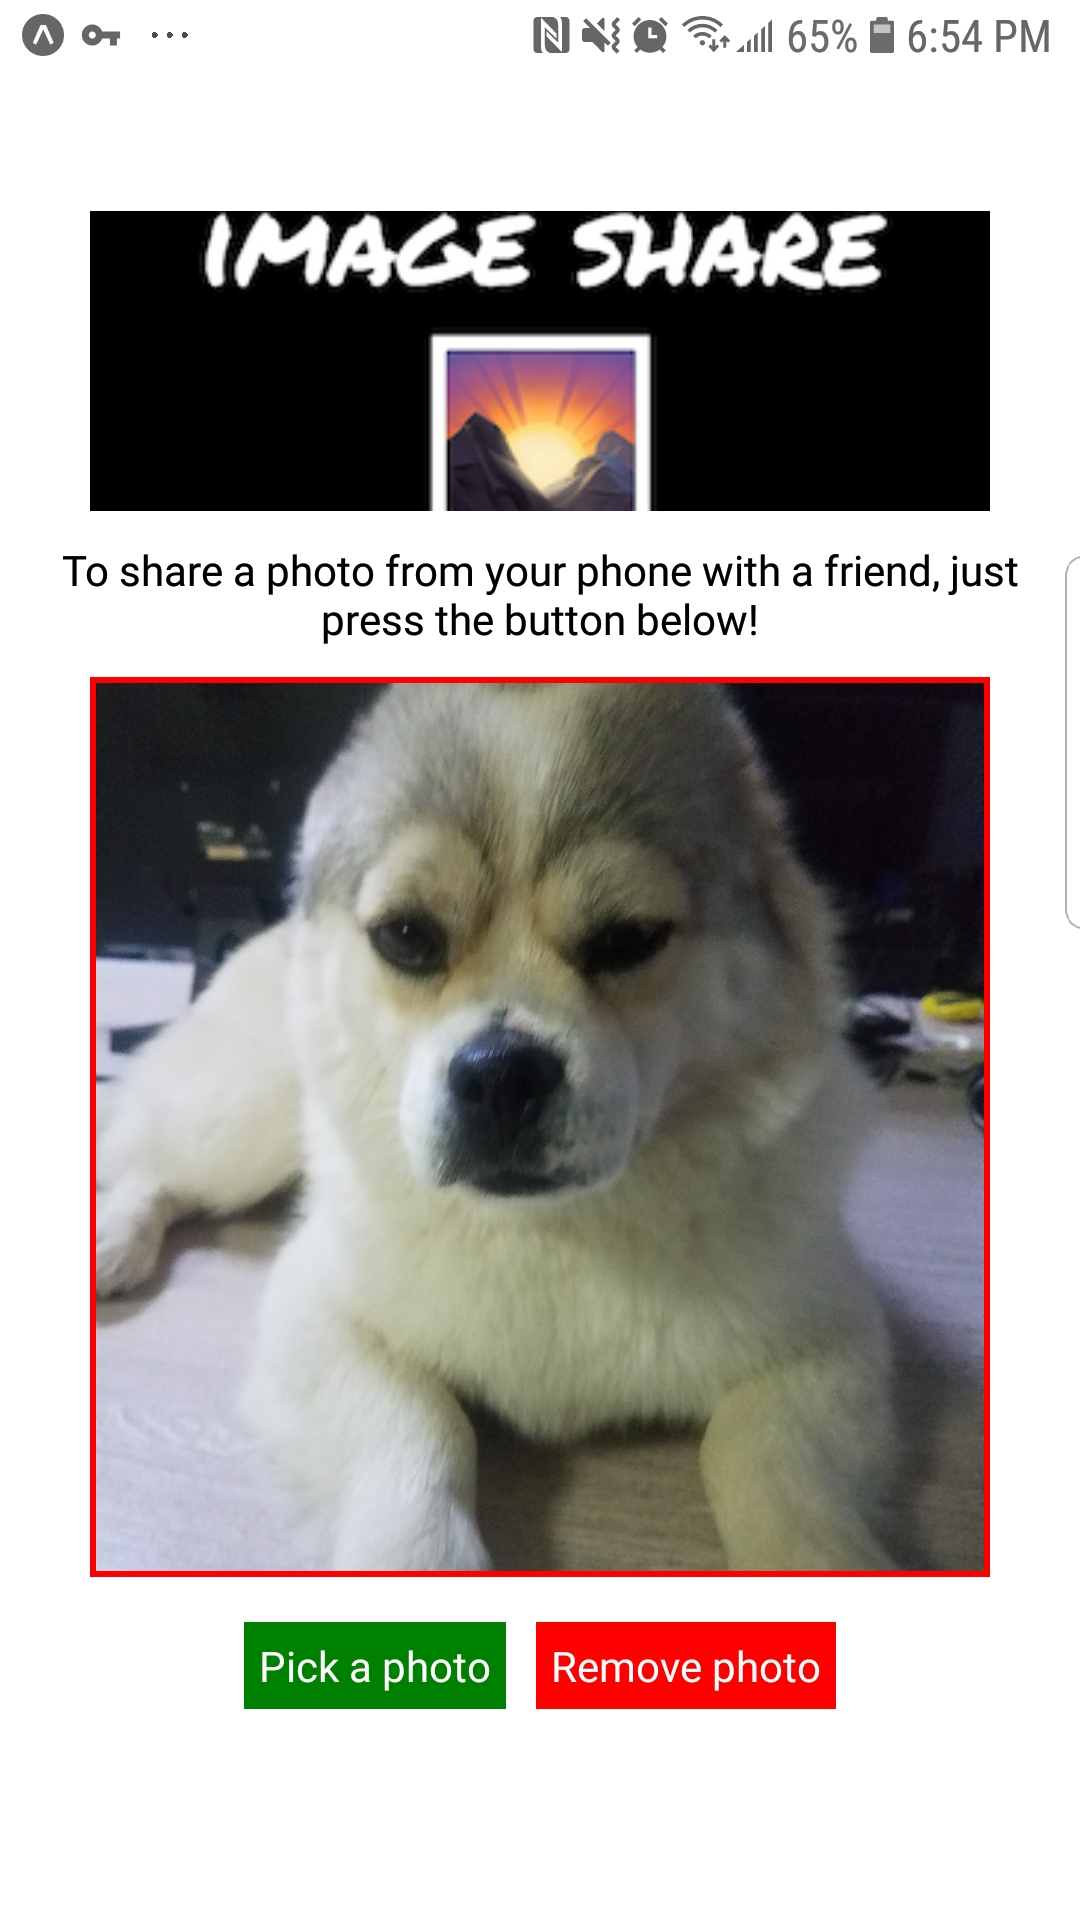 65% 6:54 PM
IMAGE SHARE
To share a photo from your phone with a friend, just
press the button below!
Pick a photo
Remove photo